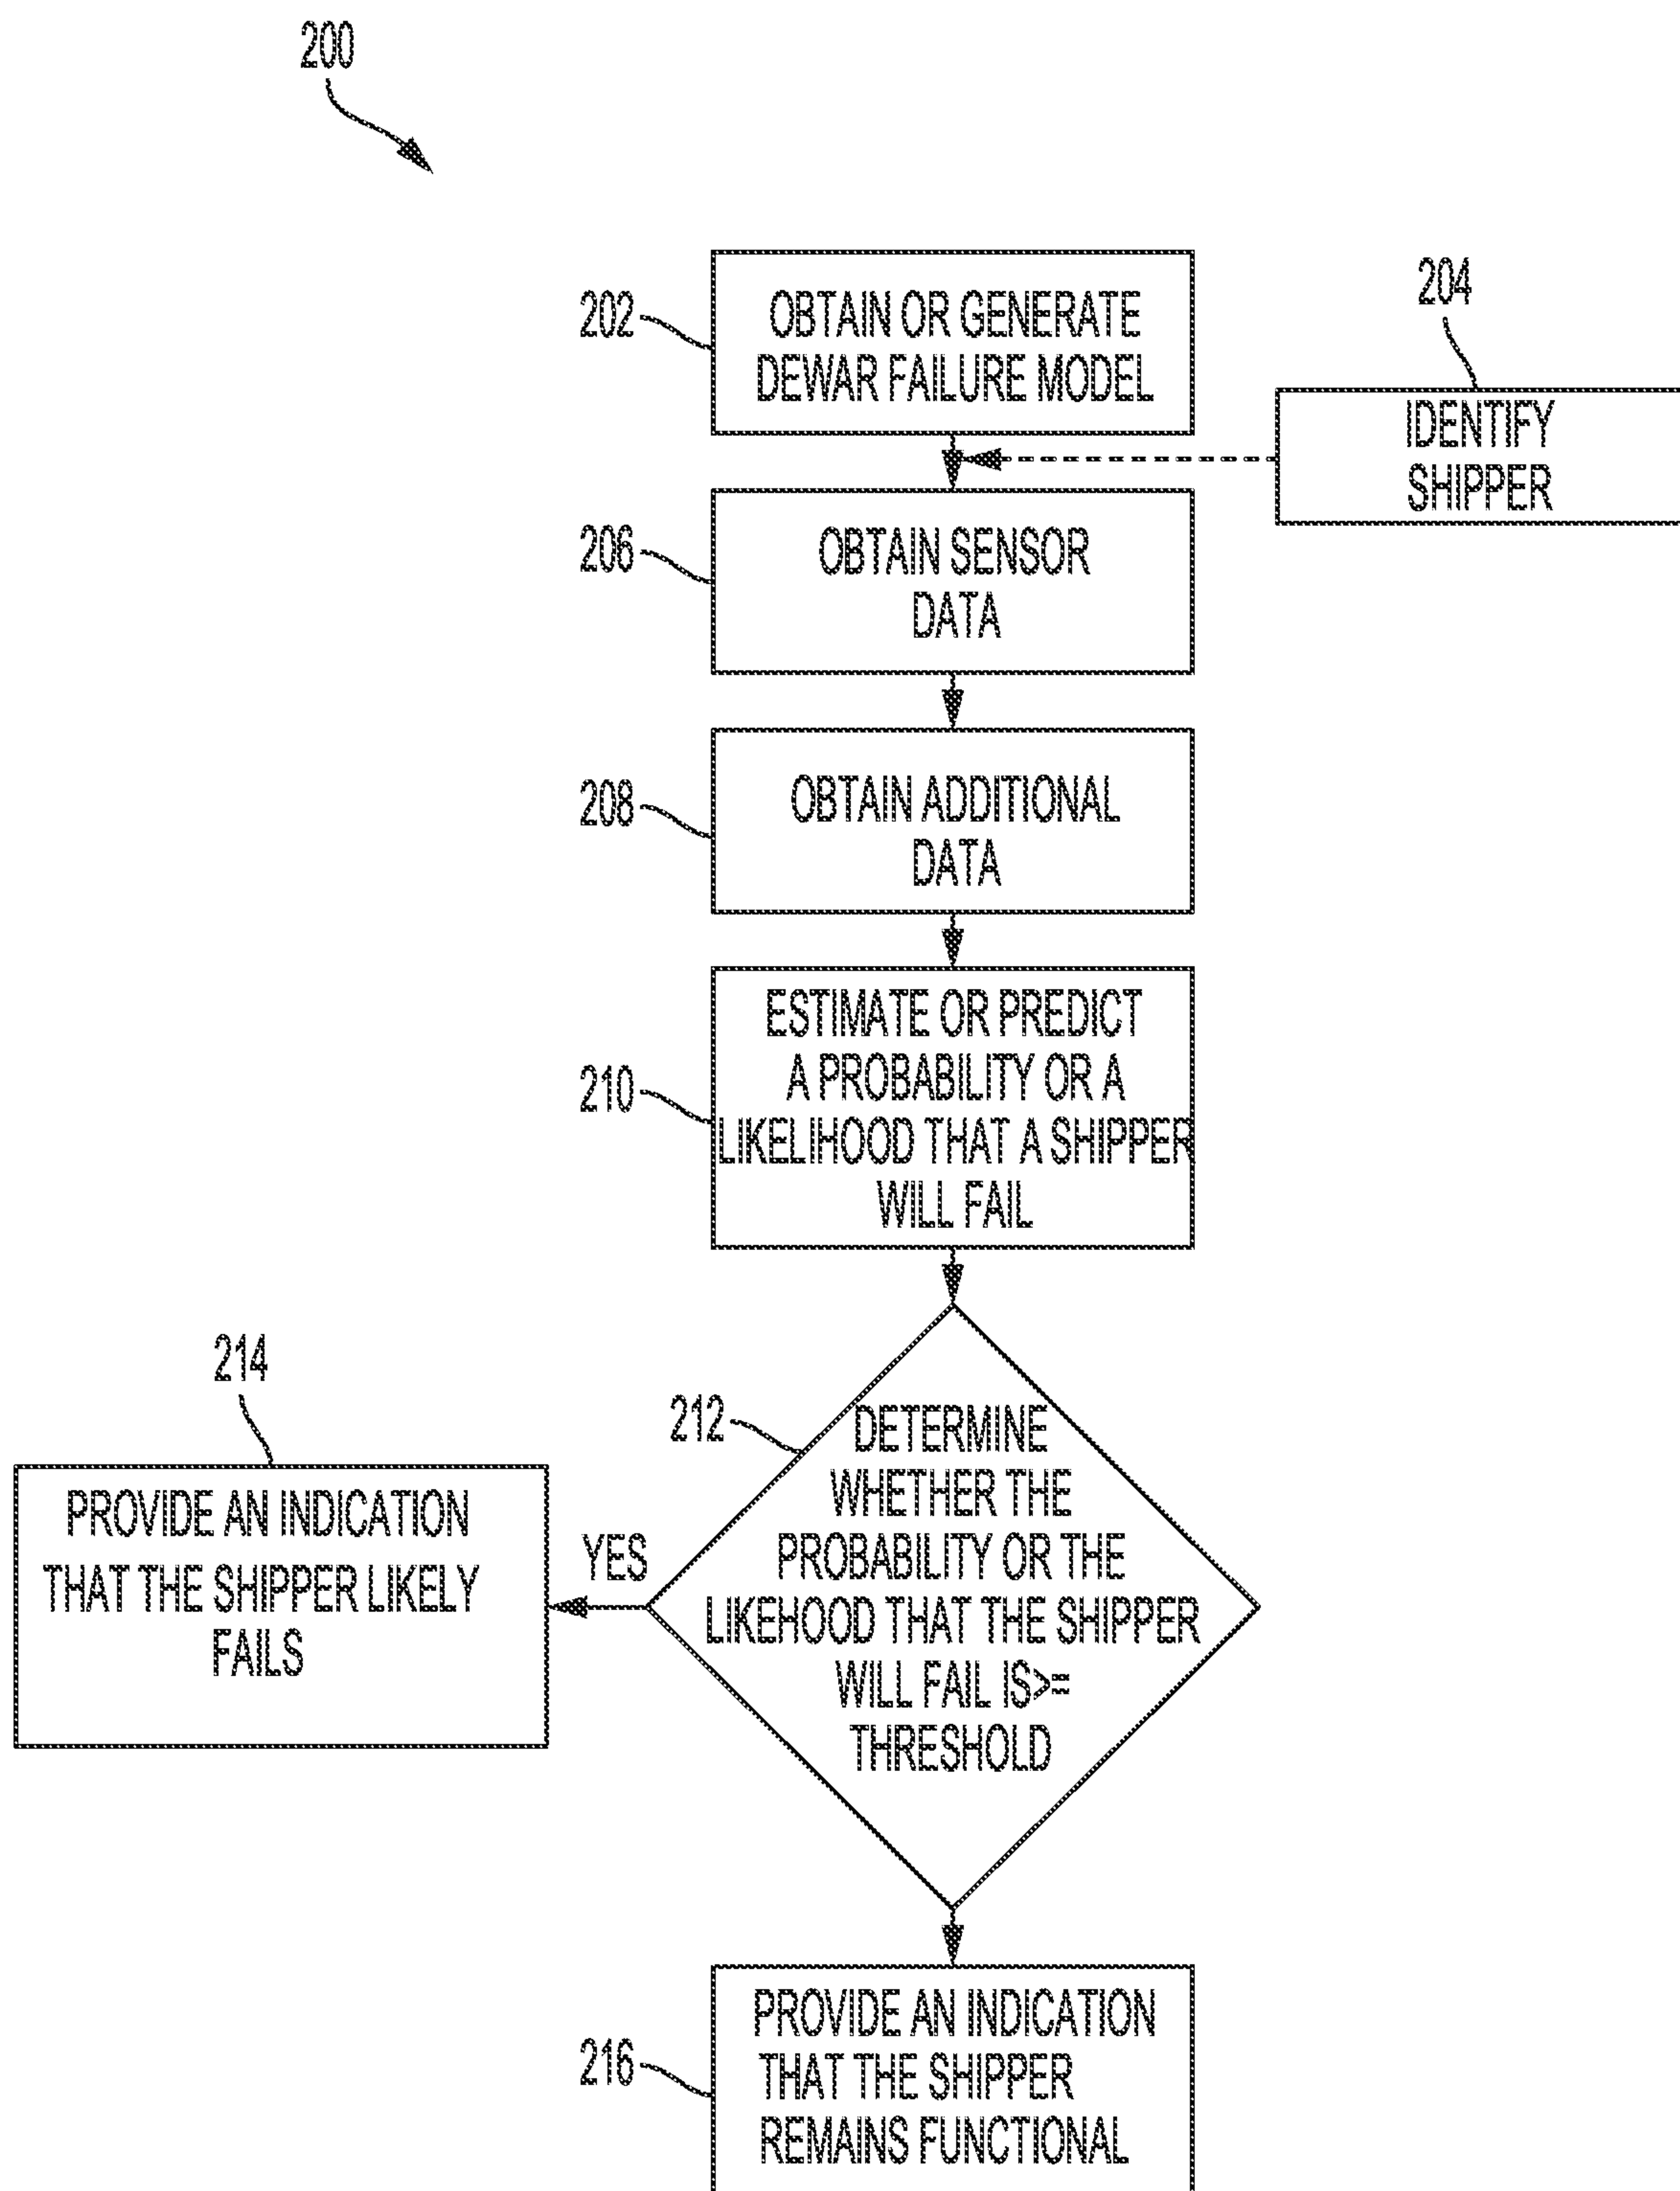 200
202
OBTAIN OR GENERATE
DEWAR FAILURE MODEL
204
IDENTIFY
SHIPPER
206
OBTAIN SENSOR
DATA
208
OBTAIN ADDITIONAL
DATA
210
ESTIMATE OR PREDICT
A PROBABILITY OR A
LIKELIHOOD THAT A SHIPPER
WILL FAIL
212
DETERMINE
WHETHER THE
PROBABILITY OR THE
LIKEHOOD THAT THE SHIPPER
WILL FAIL IS>=
THRESHOLD
YES
214
PROVIDE AN INDICATION
THAT THE SHIPPER LIKELY
FAILS
216
PROVIDE AN INDICATION
THAT THE SHIPPER
REMAINS FUNCTIONAL